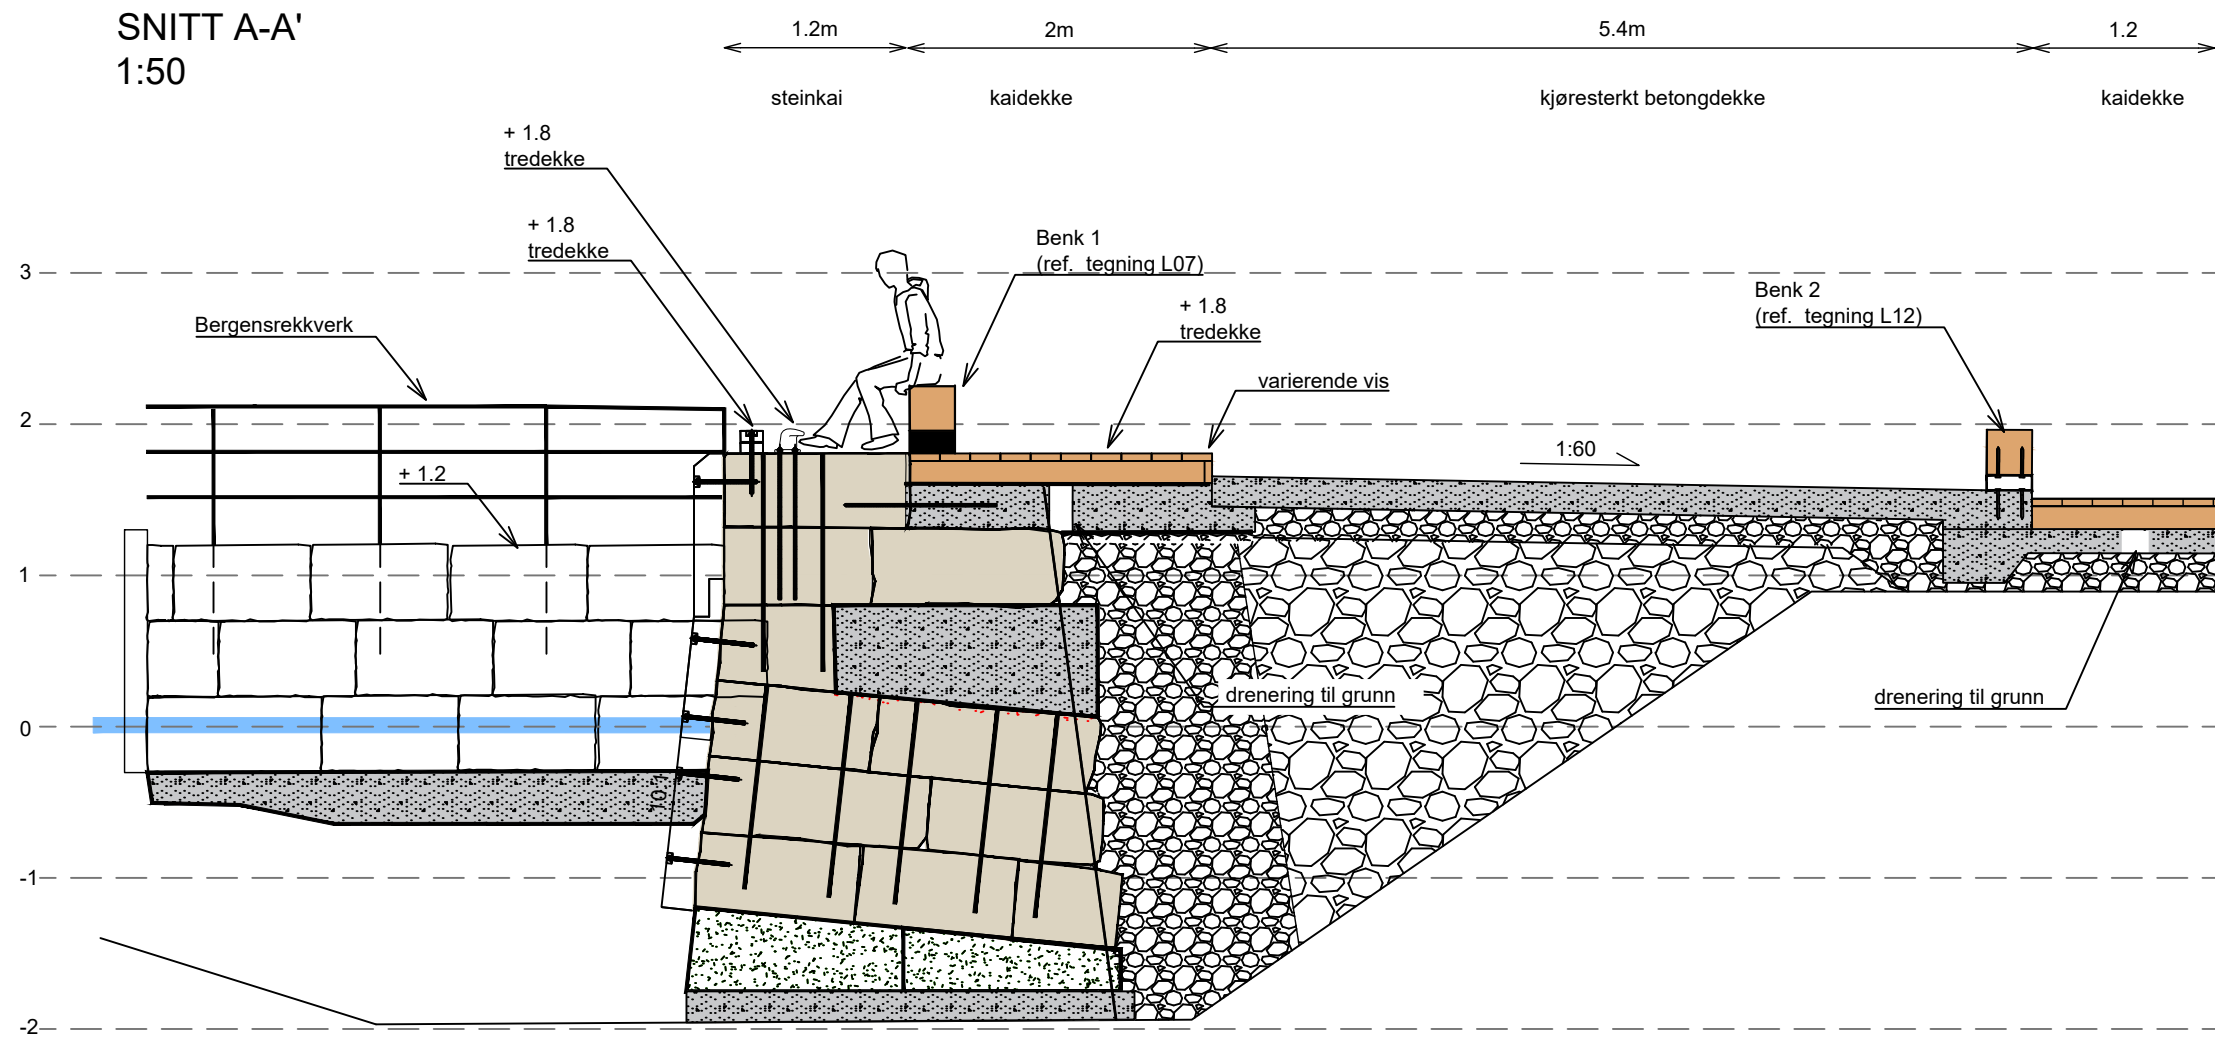 SNITT A-A'
1:50
1.2m
2m
5.4m
1.2
steinkai
kaidekke
kjøresterkt betongdekke
kaidekke
+ 1.8
tredekke
+ 1.8
tredekke
Benk 1
(ref. tegning L07)
+ 1.8
tredekke
Benk 2
(ref. tegning L12)
3
Bergensrekkverk
varierende vis
2
1:60
+ 1.2
1
drenering til grunn
drenering til grunn
0
10:1
-1
-2